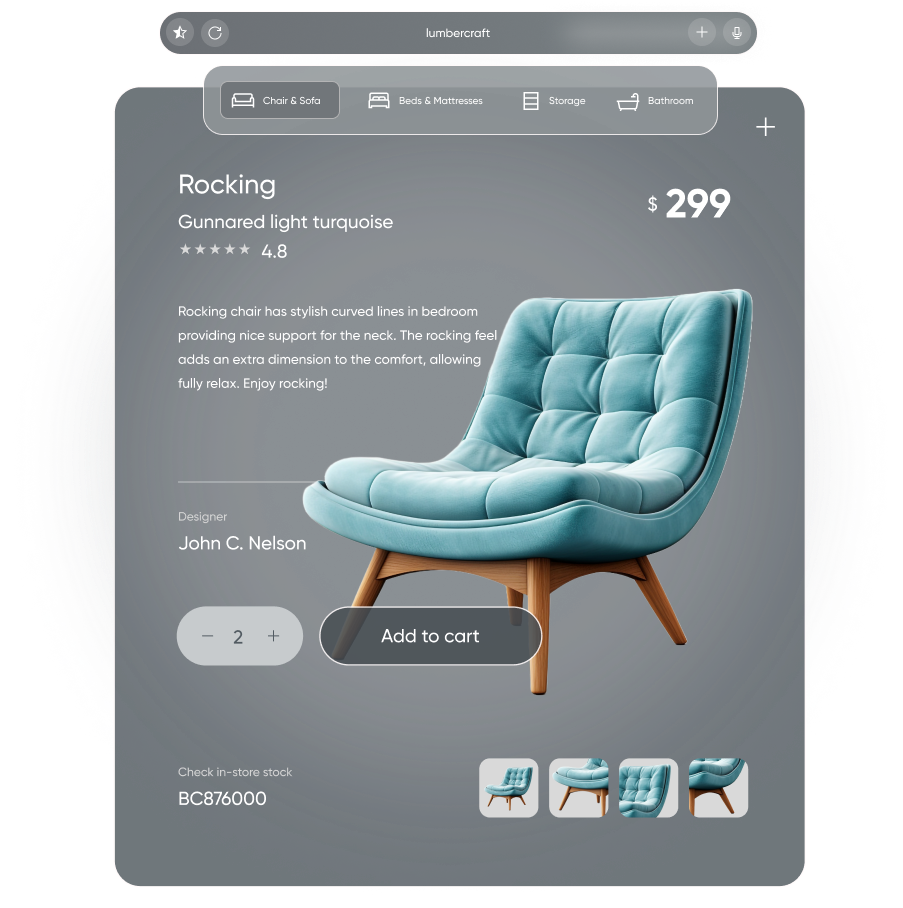 lumbercraft
Chair & Sofa
Beds & Mattresses
Storage
Bathroom
Rocking
$ 299
Gunnared light turquoise
4.8
Rocking chair has stylish curved lines in bedroom
providing nice support for the neck. The rocking feel
adds an extra dimension to the comfort, allowing
fully relax. Enjoy rocking!
Designer
John C. Nelson
− 2 +
Add to cart
Check in-store stock
BC876000